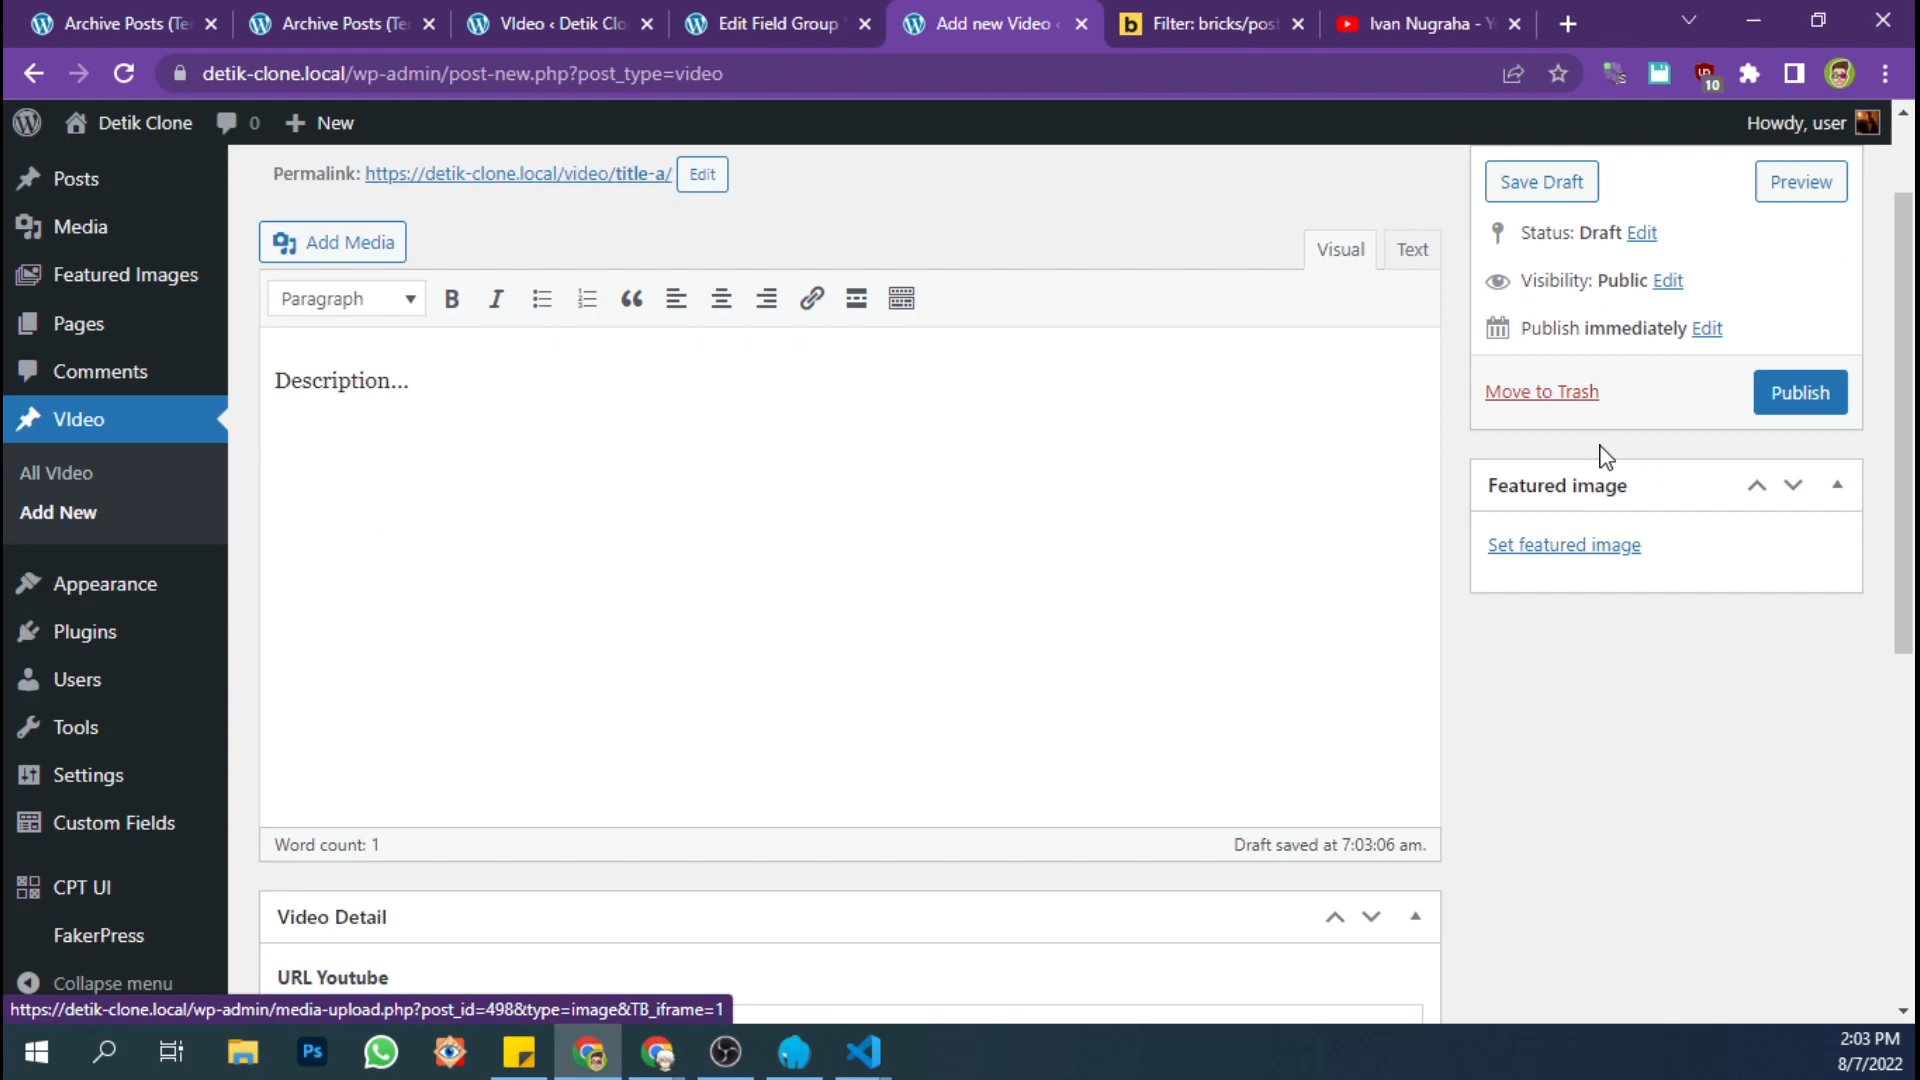 Archive Posts (Te
Archive Posts (Te
VIdeo ‹ Detik Clo
Edit Field Group
Add new Video ‹
b
Filter: bricks/post
Ivan Nugraha - Y
detik-clone.local/wp-admin/post-new.php?post_type=video
10
Detik Clone
0
New
Howdy, user
Posts
Media
Featured Images
Pages
Comments
VIdeo
All VIdeo
Add New
Appearance
Plugins
Users
Tools
Settings
Custom Fields
CPT UI
FakerPress
Collapse menu
Permalink: https://detik-clone.local/video/title-a/
Edit
Add Media
Visual
Text
Paragraph
B
I
Description...
Word count: 1
Draft saved at 7:03:06 am.
Video Detail
URL Youtube
Save Draft
Preview
Status: Draft Edit
Visibility: Public Edit
Publish immediately Edit
Move to Trash
Publish
Featured image
Set featured image
https://detik-clone.local/wp-admin/media-upload.php?post_id=498&type=image&TB_iframe=1
Ps
2:03 PM
8/7/2022